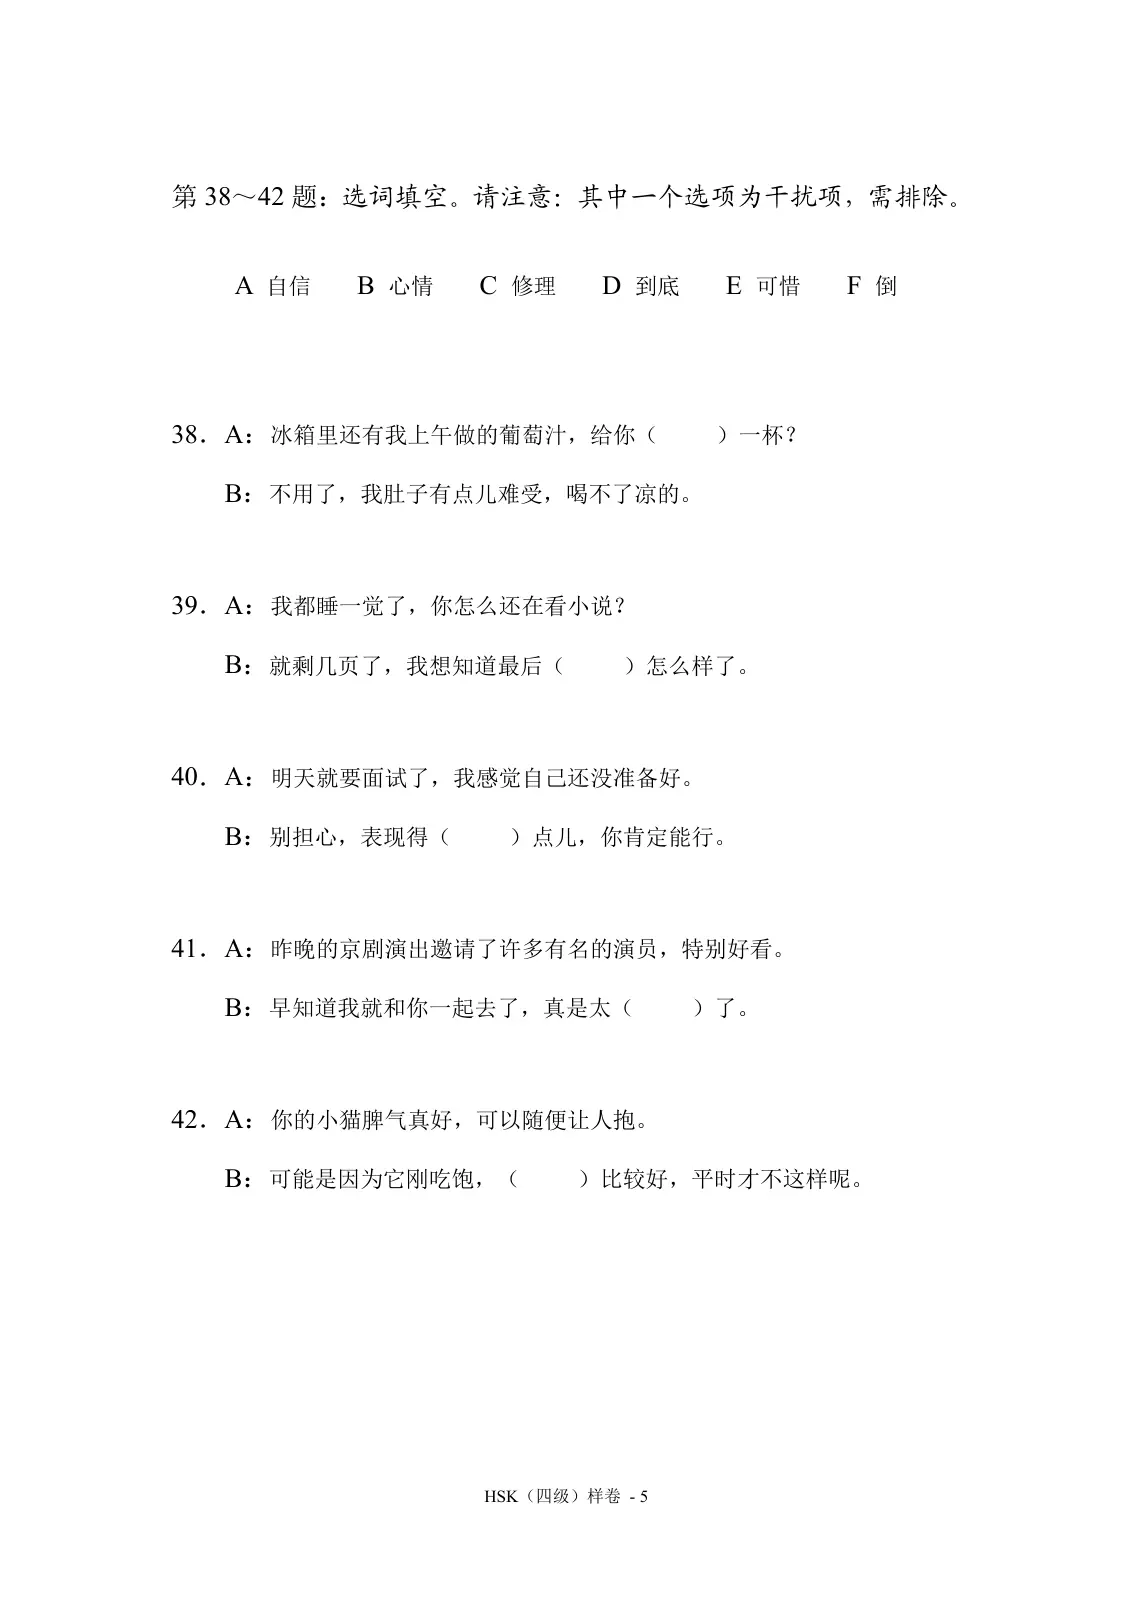 第 38～42 题：选词填空。请注意：其中一个选项为干扰项，需排除。
A 自信 B 心情 C 修理 D 到底 E 可惜 F 倒
38．A：冰箱里还有我上午做的葡萄汁，给你（ ）一杯？
B：不用了，我肚子有点儿难受，喝不了凉的。
39．A：我都睡一觉了，你怎么还在看小说？
B：就剩几页了，我想知道最后（ ）怎么样了。
40．A：明天就要面试了，我感觉自己还没准备好。
B：别担心，表现得（ ）点儿，你肯定能行。
41．A：昨晚的京剧演出邀请了许多有名的演员，特别好看。
B：早知道我就和你一起去了，真是太（ ）了。
42．A：你的小猫脾气真好，可以随便让人抱。
B：可能是因为它刚吃饱，（ ）比较好，平时才不这样呢。
HSK（四级）样卷 - 5